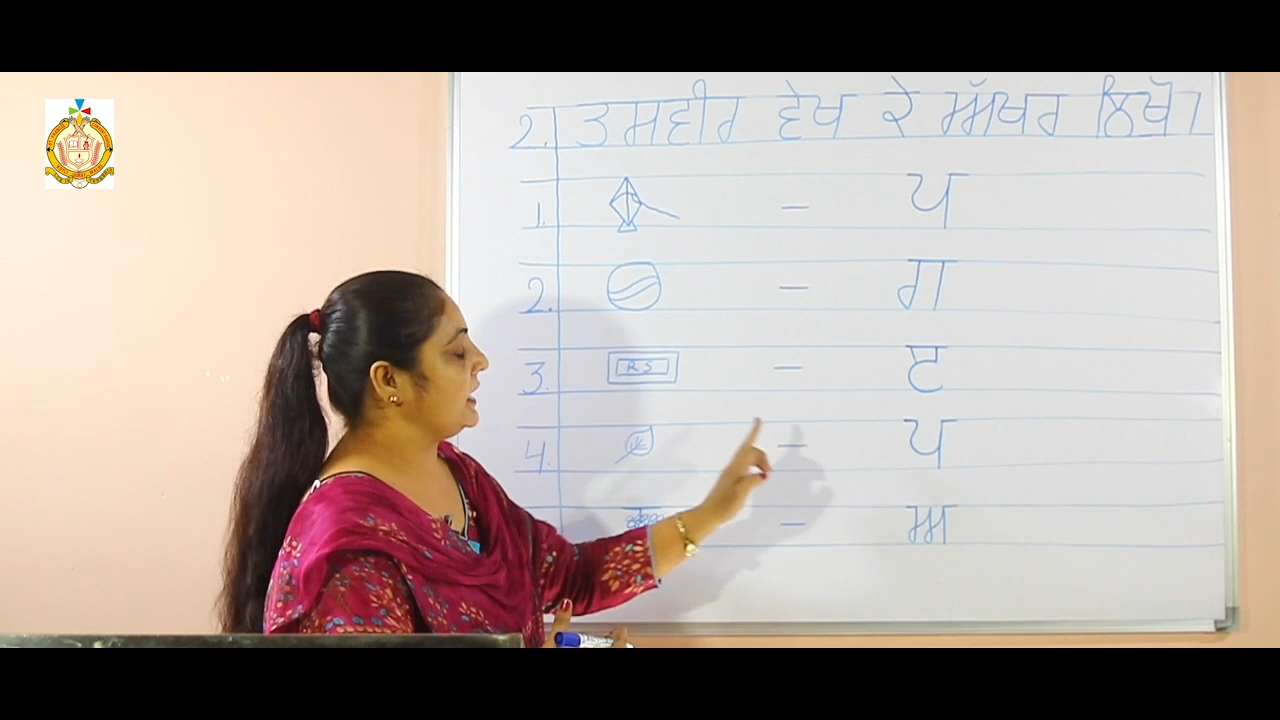 2. ਤਸਵੀਰ ਵੇਖ ਕੇ ਅੱਖਰ ਲਿਖੋ।
1. - ਪ
2. - ਗ
3. RS - ਣ
4. - ਪ
- ਅ